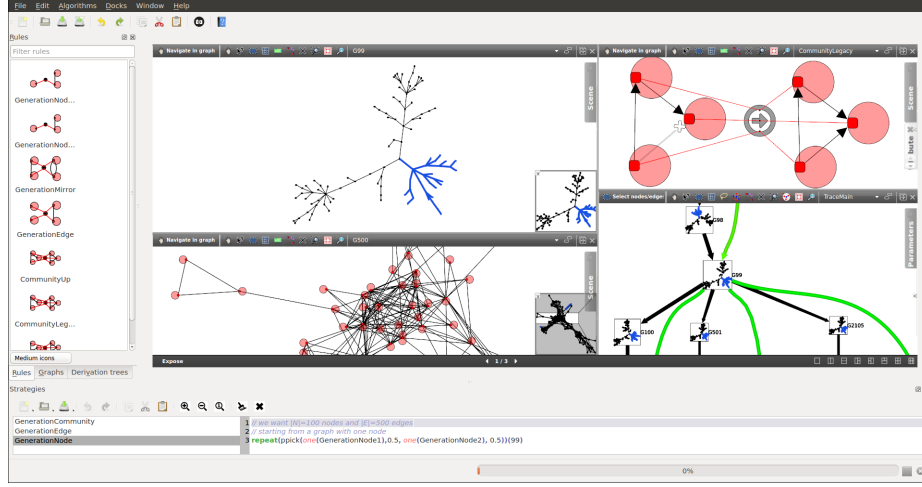 File Edit Algorithms Docks Window Help
Rules
Filter rules
GenerationNod...
GenerationNod...
GenerationMirror
GenerationEdge
CommunityUp
CommunityLeg...
Medium icons
Rules Graphs Derivation trees
Navigate in graph G99
Scene
Navigate in graph CommunityLegacy
Scene
bute
Navigate in graph G500
Scene
Select nodes/edges TraceMain
Parameters
G98
G99
G100
G501
G2105
Expose
1 / 3
Strategies
GenerationCommunity
GenerationEdge
GenerationNode
1 // we want |N|=100 nodes and |E|=500 edges
2 // starting from a graph with one node
3 repeat(ppick(one(GenerationNode1),0.5, one(GenerationNode2), 0.5))(99)
0%